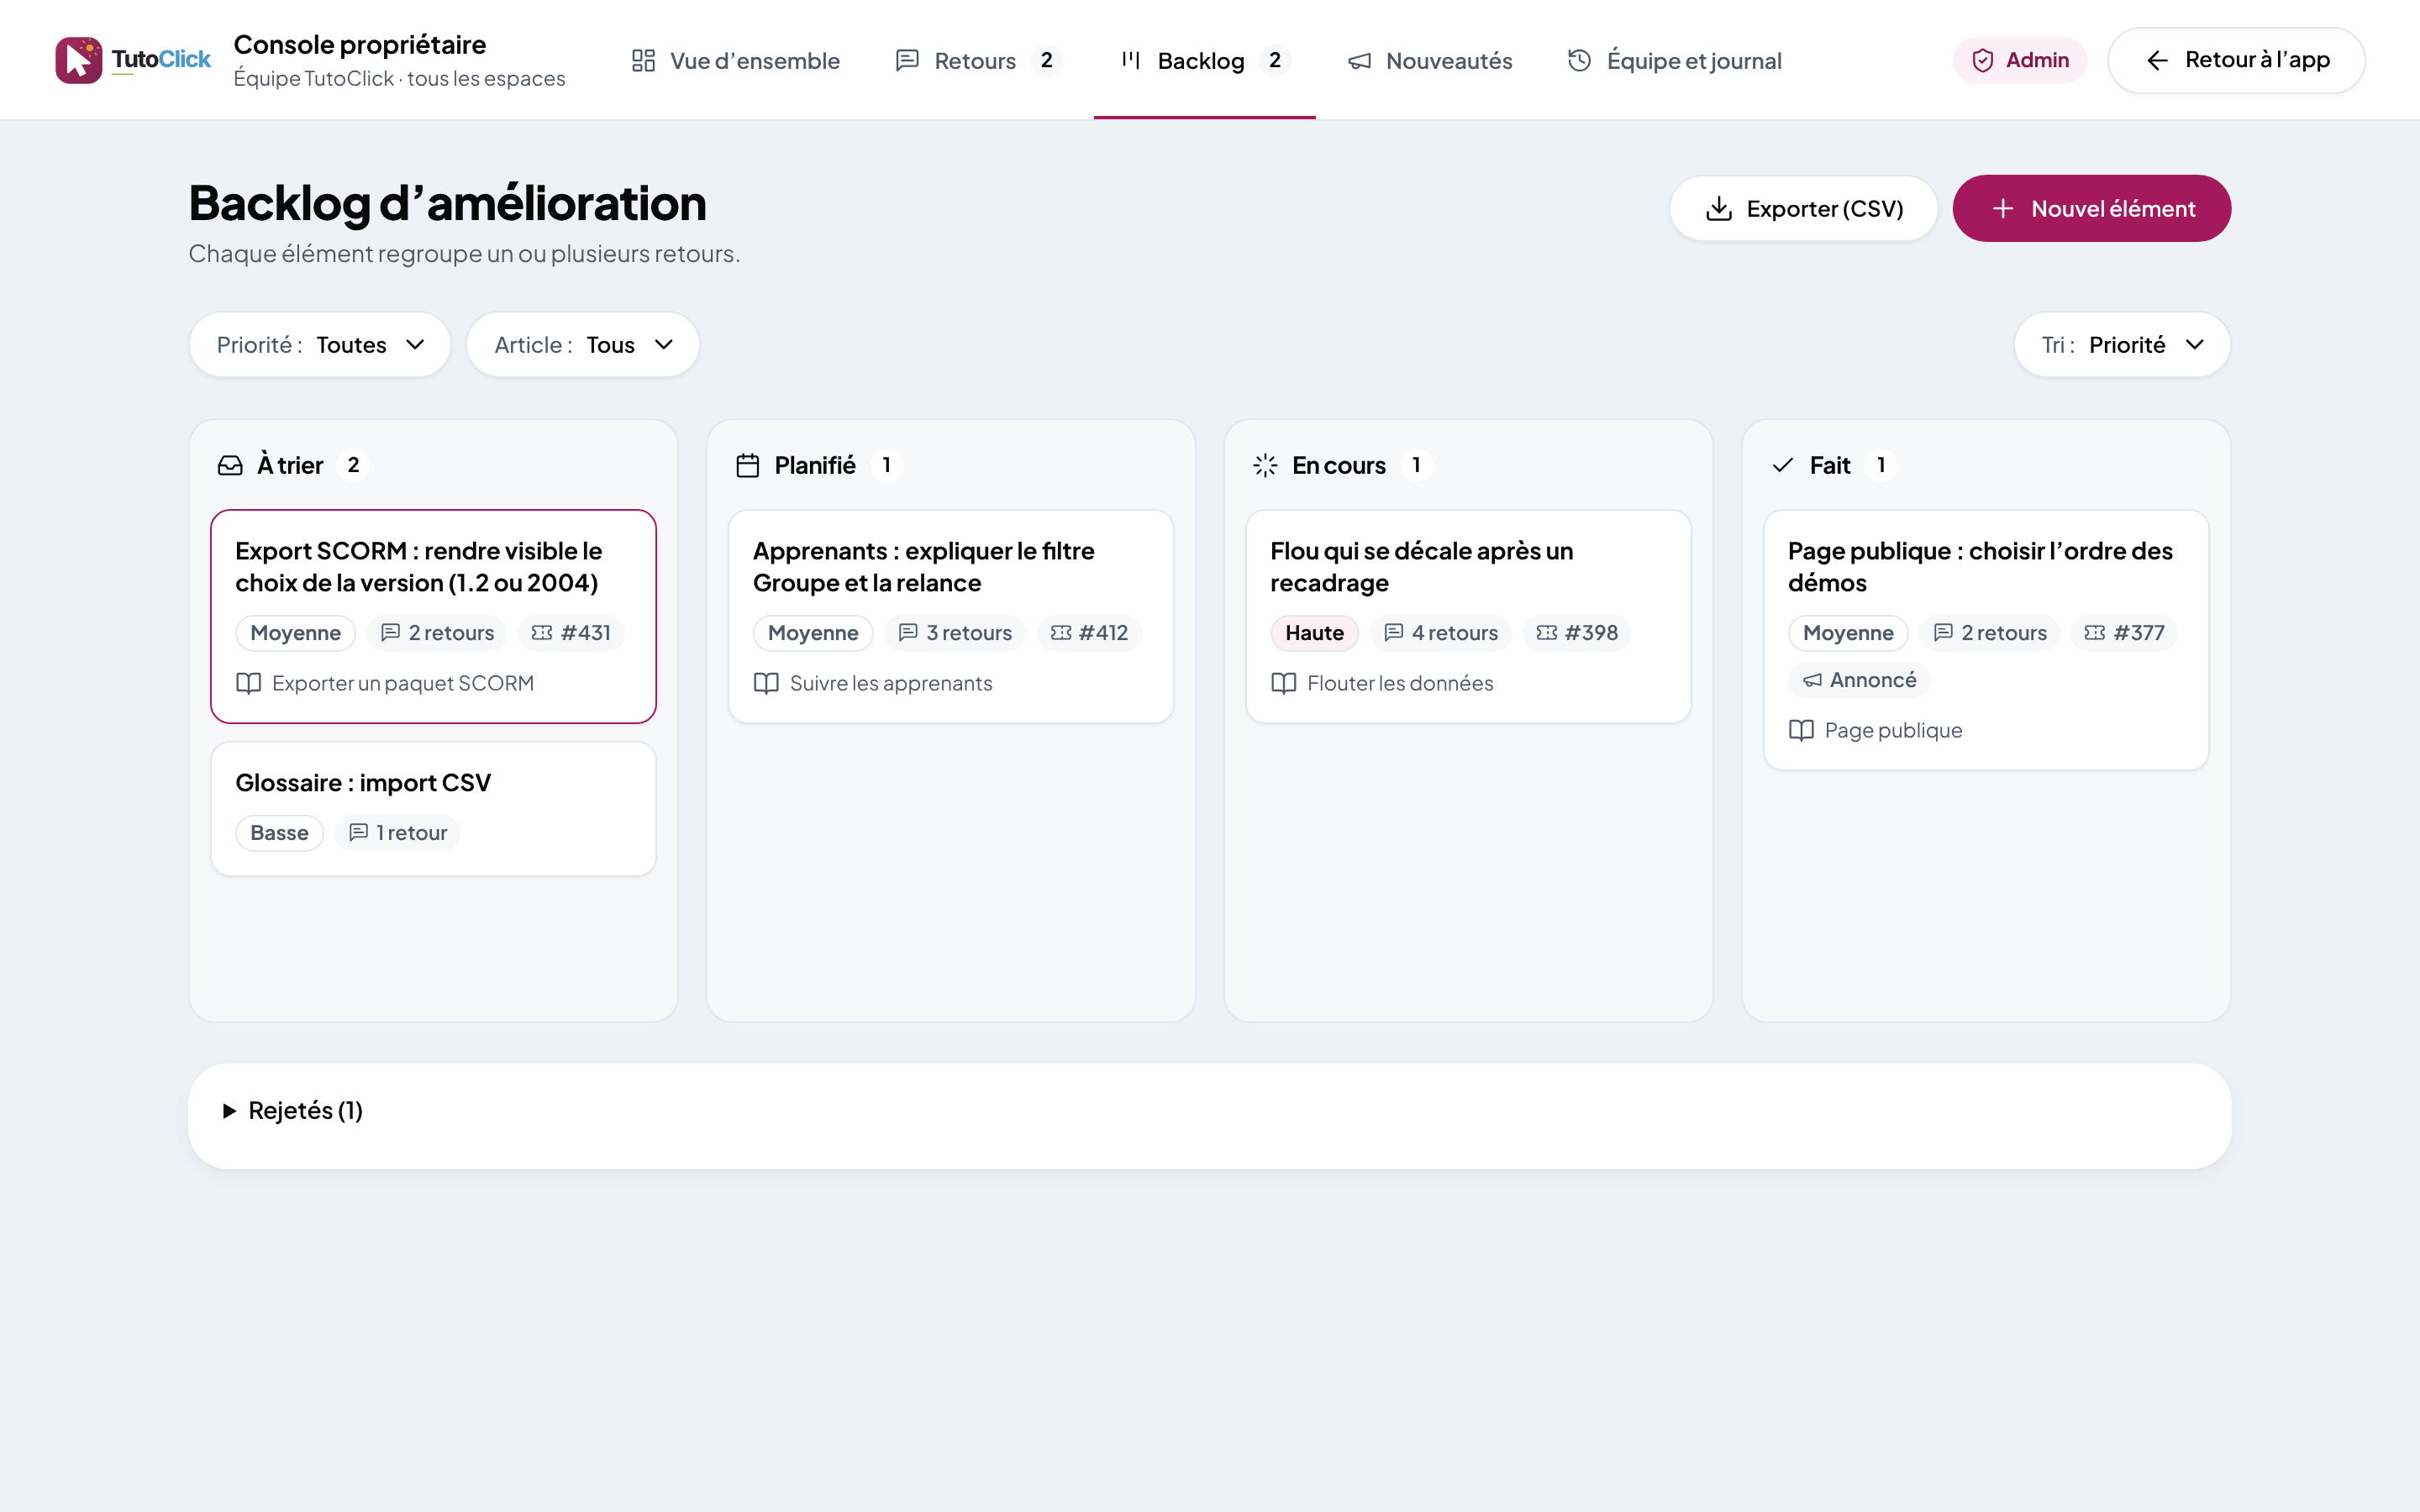 TutoClick
Console propriétaire
Équipe TutoClick · tous les espaces
Vue d’ensemble
Retours 2
Backlog 2
Nouveautés
Équipe et journal
Admin
Retour à l’app
Backlog d’amélioration
Chaque élément regroupe un ou plusieurs retours.
Exporter (CSV)
Nouvel élément
Priorité : Toutes
Article : Tous
Tri : Priorité
À trier 2
Export SCORM : rendre visible le
choix de la version (1.2 ou 2004)
Moyenne 2 retours #431
Exporter un paquet SCORM
Glossaire : import CSV
Basse 1 retour
Planifié 1
Apprenants : expliquer le filtre
Groupe et la relance
Moyenne 3 retours #412
Suivre les apprenants
En cours 1
Flou qui se décale après un
recadrage
Haute 4 retours #398
Flouter les données
Fait 1
Page publique : choisir l’ordre des
démos
Moyenne 2 retours #377
Annoncé
Page publique
Rejetés (1)